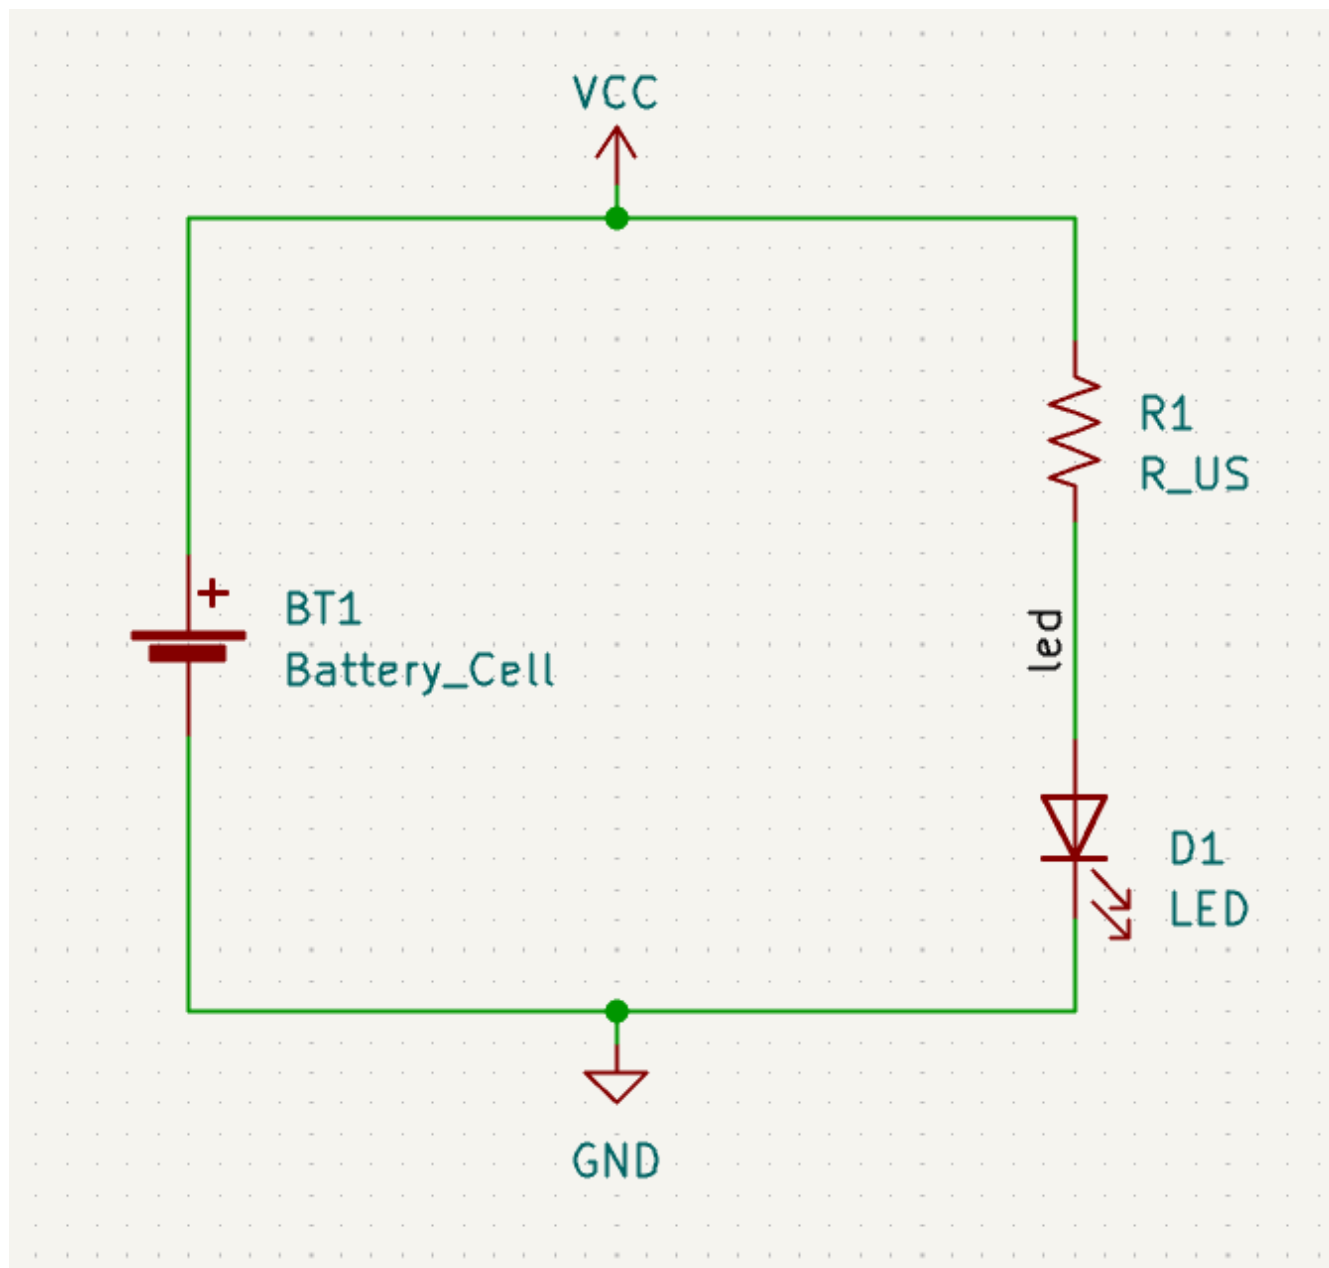 VCC
R1
R_US
BT1
Battery_Cell
led
D1
LED
GND